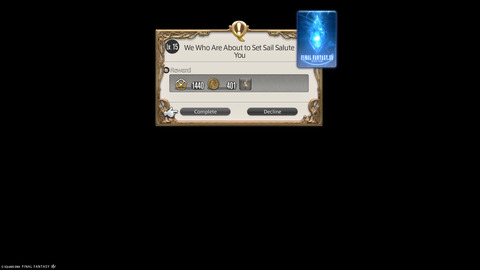 Lv. 15
We Who Are About to Set Sail Salute
You
Reward
1440 401
Complete Decline
FINAL FANTASY XIV
© SQUARE ENIX FINAL FANTASY XIV